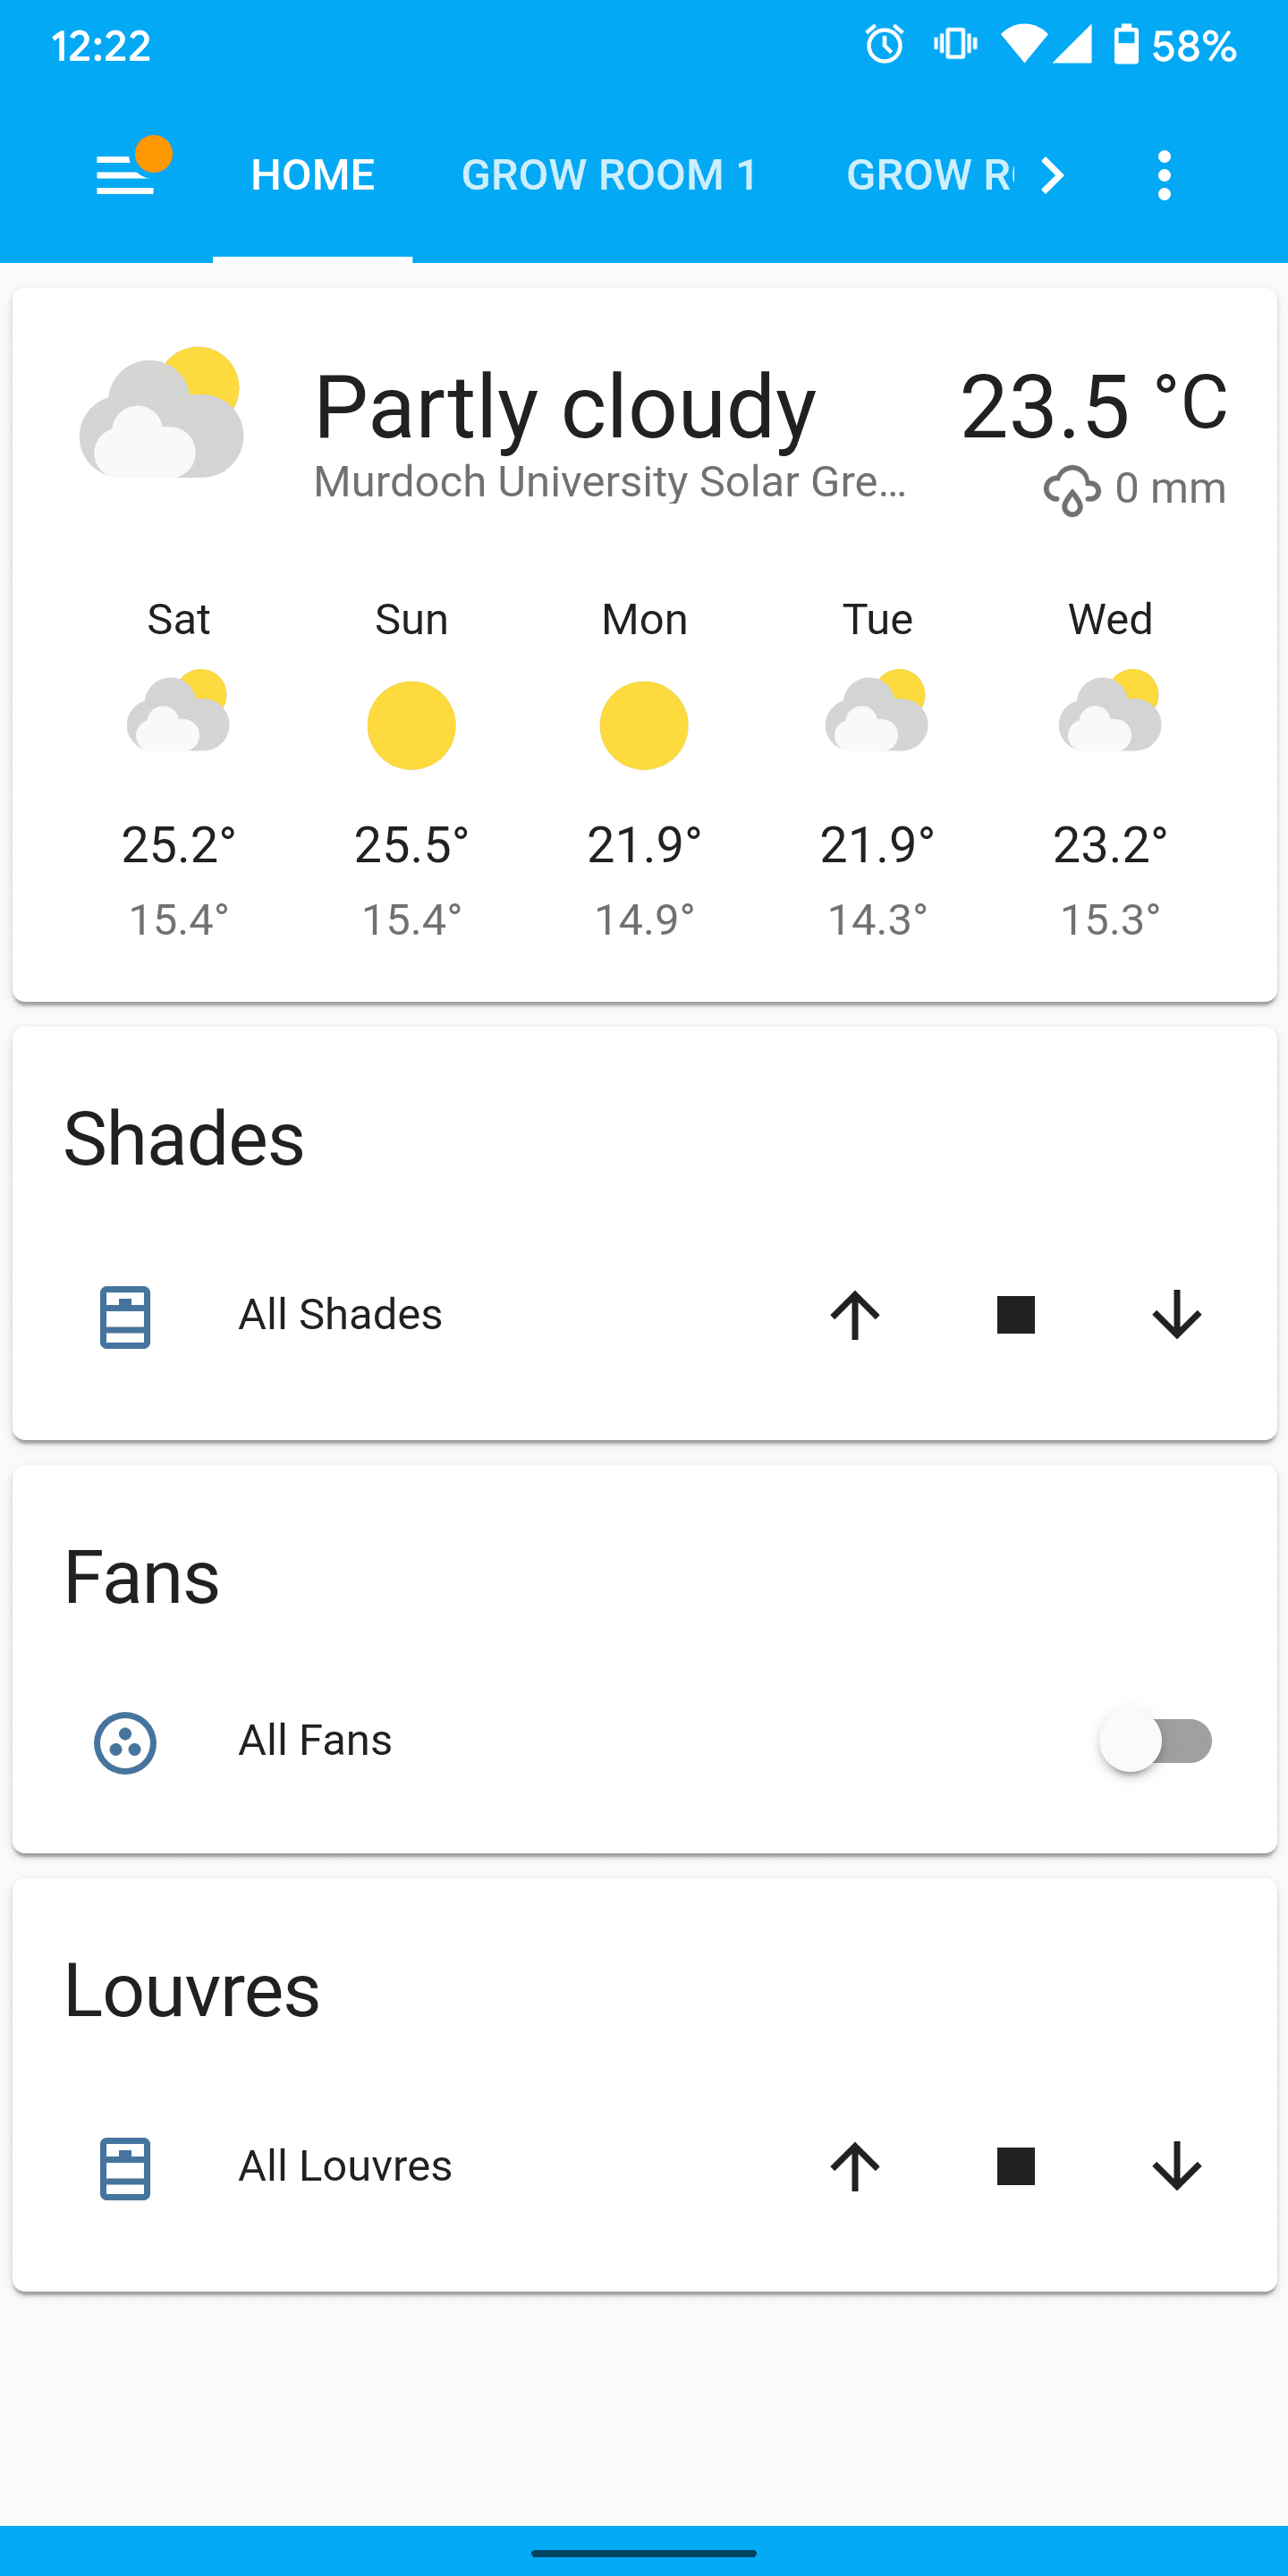 12:22 58%
HOME GROW ROOM 1 GROW R
Partly cloudy 23.5 °C
Murdoch University Solar Gre... 0 mm
Sat Sun Mon Tue Wed
25.2° 25.5° 21.9° 21.9° 23.2°
15.4° 15.4° 14.9° 14.3° 15.3°
Shades
All Shades
Fans
All Fans
Louvres
All Louvres